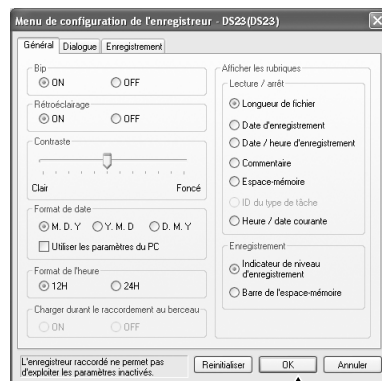 Menu de configuration de l'enregistreur - DS23(DS23)
Général Dialogue Enregistrement
Bip
ON OFF
Rétroéclairage
ON OFF
Contraste
Clair Foncé
Format de date
M. D. Y Y. M. D D. M. Y
Utiliser les paramètres du PC
Format de l'heure
12H 24H
Charger durant le raccordement au berceau
ON OFF
Afficher les rubriques
Lecture / arrêt
Longueur de fichier
Date d'enregistrement
Date / heure d'enregistrement
Commentaire
Espace-mémoire
ID du type de tâche
Heure / date courante
Enregistrement
Indicateur de niveau
d'enregistrement
Barre de l'espace-mémoire
L'enregistreur raccordé ne permet pas
d'exploiter les paramètres inactivés.
Reinitialiser OK Annuler